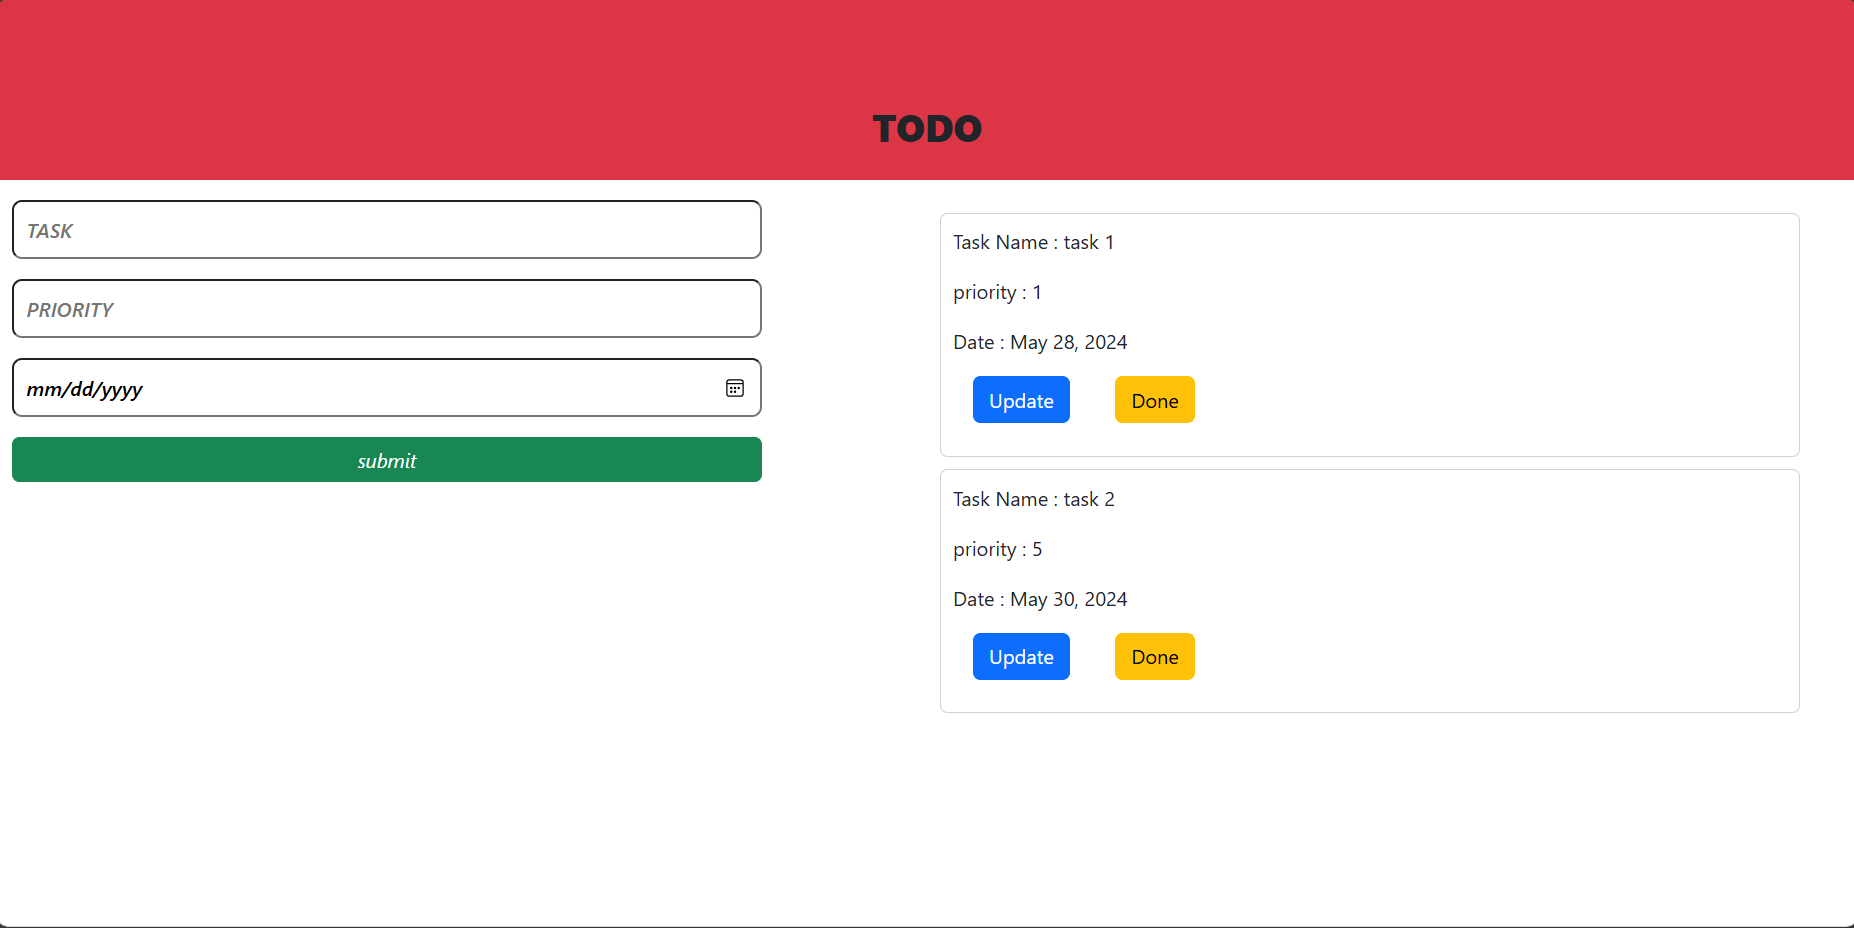 TODO
TASK
PRIORITY
mm/dd/yyyy
submit
Task Name : task 1
priority : 1
Date : May 28, 2024
Update Done
Task Name : task 2
priority : 5
Date : May 30, 2024
Update Done